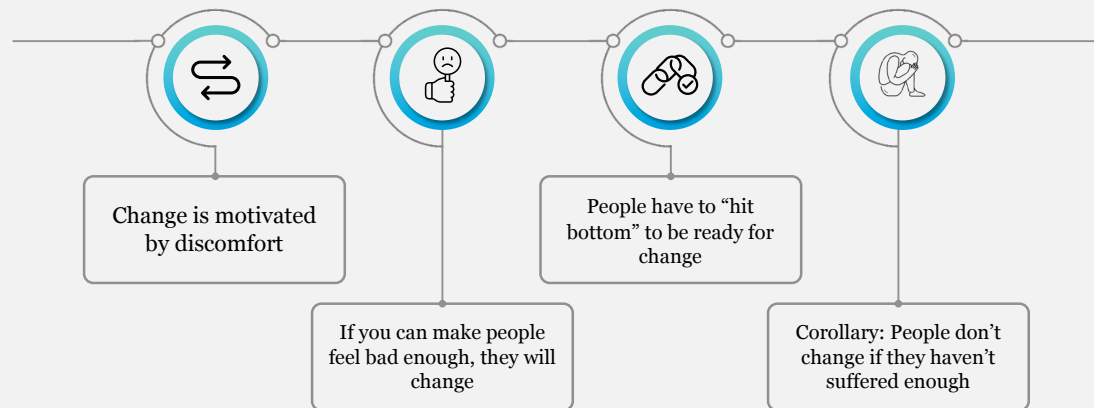 Change is motivated
by discomfort
If you can make people
feel bad enough, they will
change
People have to “hit
bottom” to be ready for
change
Corollary: People don’t
change if they haven’t
suffered enough